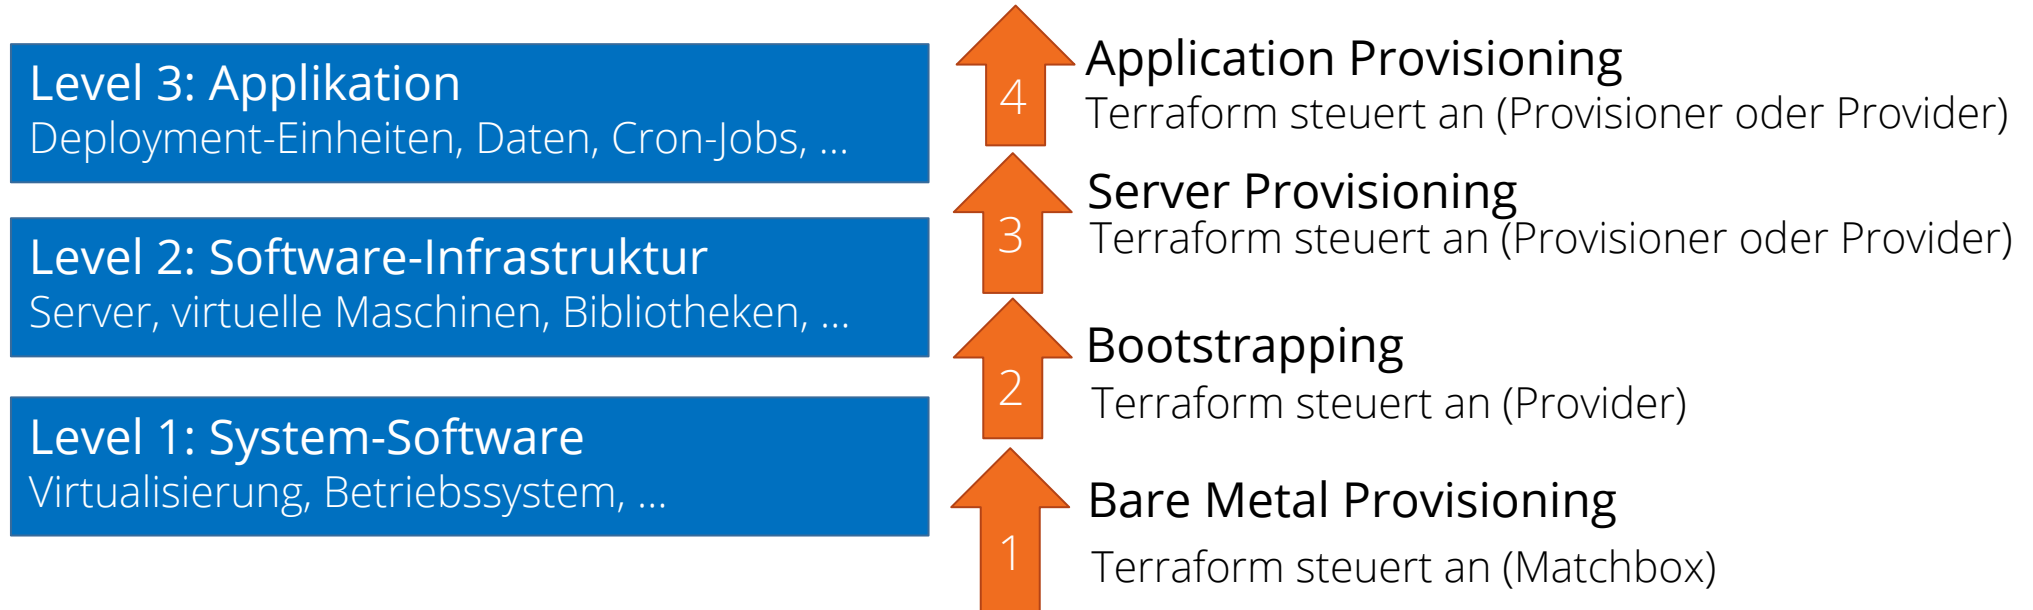 Level 3: Applikation
Deployment-Einheiten, Daten, Cron-Jobs, ...
Level 2: Software-Infrastruktur
Server, virtuelle Maschinen, Bibliotheken, ...
Level 1: System-Software
Virtualisierung, Betriebssystem, ...
4
Application Provisioning
Terraform steuert an (Provisioner oder Provider)
3
Server Provisioning
Terraform steuert an (Provisioner oder Provider)
2
Bootstrapping
Terraform steuert an (Provider)
1
Bare Metal Provisioning
Terraform steuert an (Matchbox)